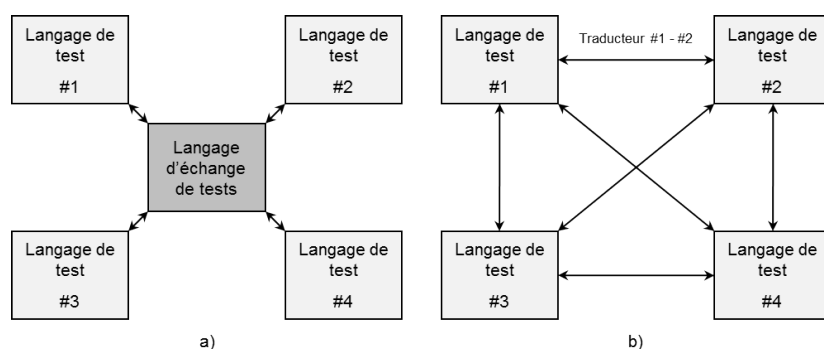 Langage de
test
#1
Langage de
test
#2
Langage
d'échange
de tests
Langage de
test
#3
Langage de
test
#4
a)
Langage de
test
#1
Traducteur #1 - #2
Langage de
test
#2
Langage de
test
#3
Langage de
test
#4
b)